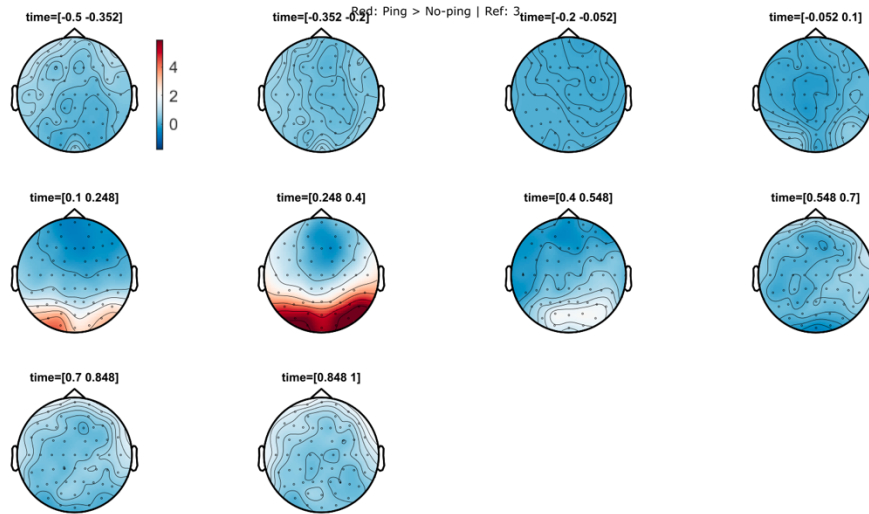 Red: Ping > No-ping | Ref: 3
time=[-0.5 -0.352]
time=[-0.352 -0.2]
time=[-0.2 -0.052]
time=[-0.052 0.1]
4
2
0
time=[0.1 0.248]
time=[0.248 0.4]
time=[0.4 0.548]
time=[0.548 0.7]
time=[0.7 0.848]
time=[0.848 1]